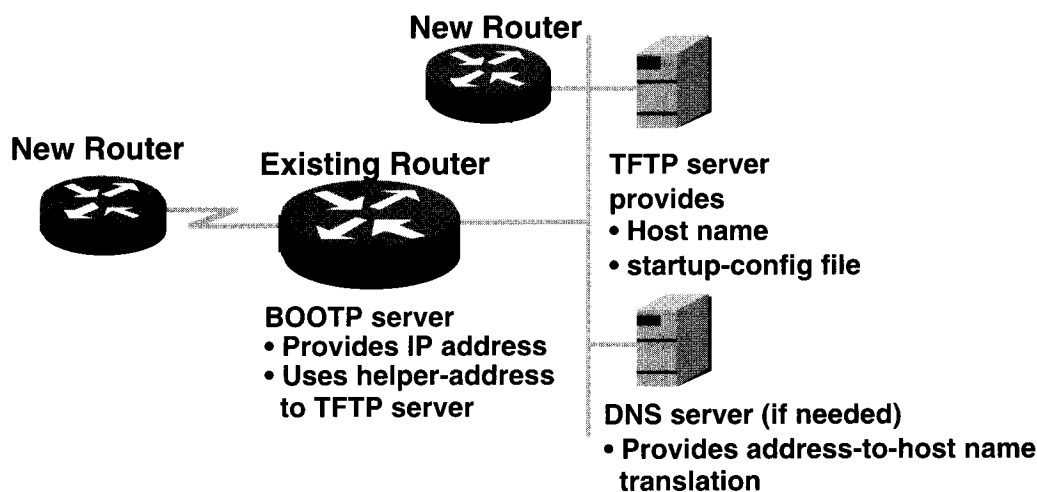 New Router
New Router
Existing Router
BOOTP server
• Provides IP address
• Uses helper-address
to TFTP server
TFTP server
provides
• Host name
• startup-config file
DNS server (if needed)
• Provides address-to-host name
translation